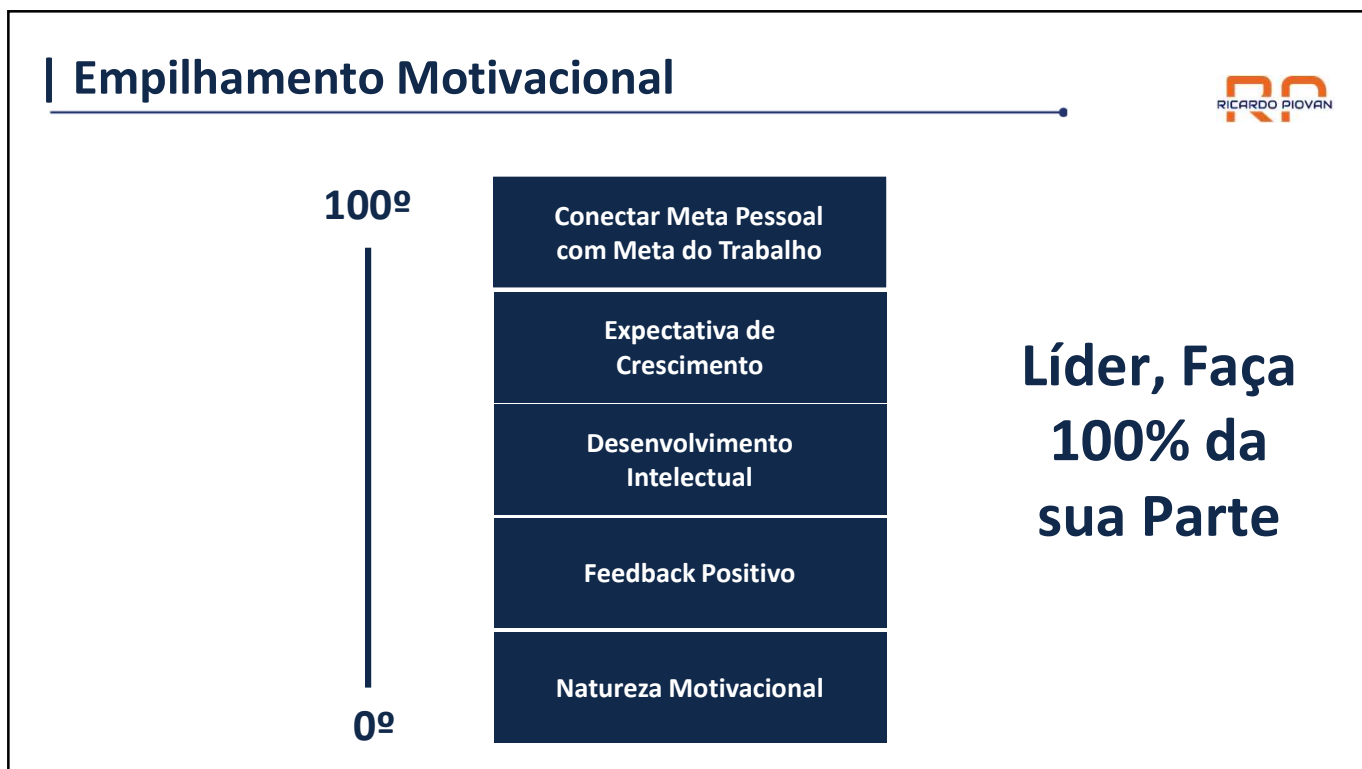 | Empilhamento Motivacional
RP
RICARDO PIOVAN
100º
Conectar Meta Pessoal
com Meta do Trabalho
Expectativa de
Crescimento
Desenvolvimento
Intelectual
Feedback Positivo
Natureza Motivacional
0º
Líder, Faça
100% da
sua Parte